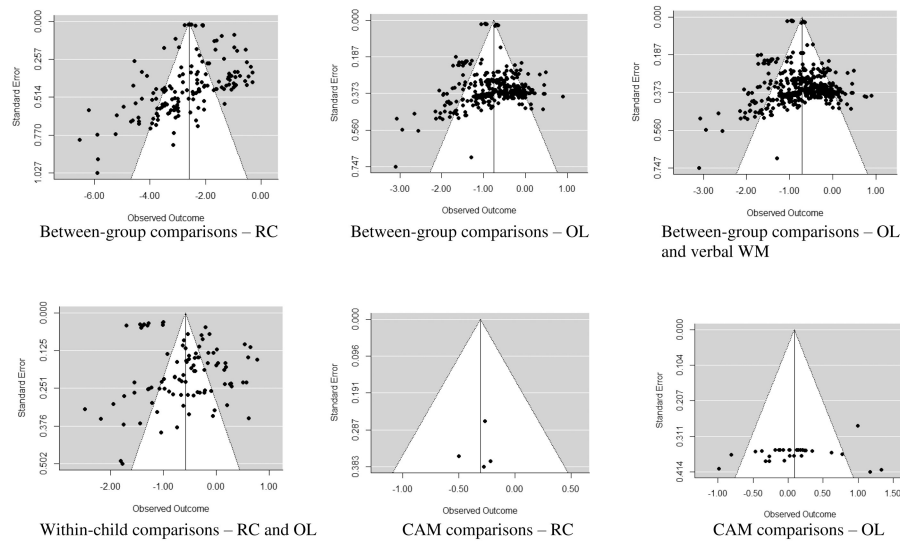 0.000
0.257
0.514
0.770
1.027
Standard Error
-6.00 -4.00 -2.00 0.00
Observed Outcome
Between-group comparisons – RC
0.000
0.187
0.373
0.560
0.747
Standard Error
-3.00 -2.00 -1.00 0.00 1.00
Observed Outcome
Between-group comparisons – OL
0.000
0.187
0.373
0.560
0.747
Standard Error
-3.00 -2.00 -1.00 0.00 1.00
Observed Outcome
Between-group comparisons – OL
and verbal WM
0.000
0.125
0.251
0.376
0.502
Standard Error
-2.00 -1.00 0.00 1.00
Observed Outcome
Within-child comparisons – RC and OL
0.000
0.096
0.191
0.287
0.383
Standard Error
-1.00 -0.50 0.00 0.50
Observed Outcome
CAM comparisons – RC
0.000
0.104
0.207
0.311
0.414
Standard Error
-1.00 -0.50 0.00 0.50 1.00 1.50
Observed Outcome
CAM comparisons – OL